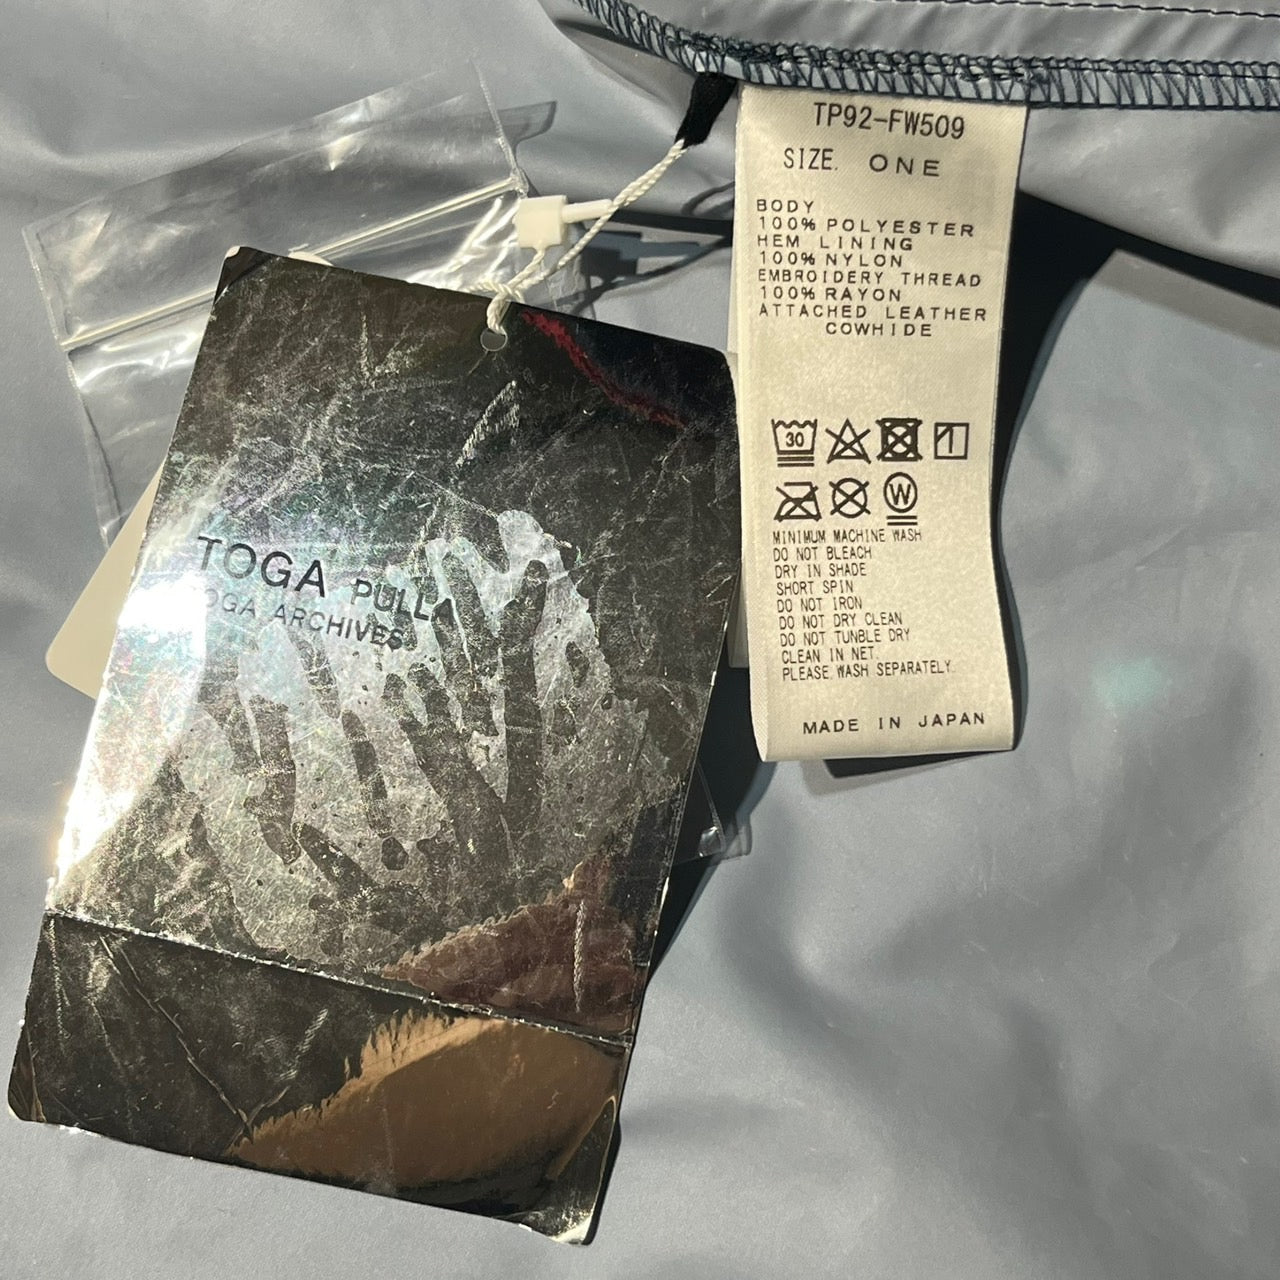 TP92-FW509
SIZE. ONE
BODY
100% POLYESTER
HEM LINING
100% NYLON
EMBROIDERY THREAD
100% RAYON
ATTACHED LEATHER
COWHIDE
30
W
MINIMUM MACHINE WASH
DO NOT BLEACH
DRY IN SHADE
SHORT SPIN
DO NOT IRON
DO NOT DRY CLEAN
DO NOT TUNBLE DRY
CLEAN IN NET.
PLEASE WASH SEPARATELY.
MADE IN JAPAN
TOGA PULLA
TOGA ARCHIVES